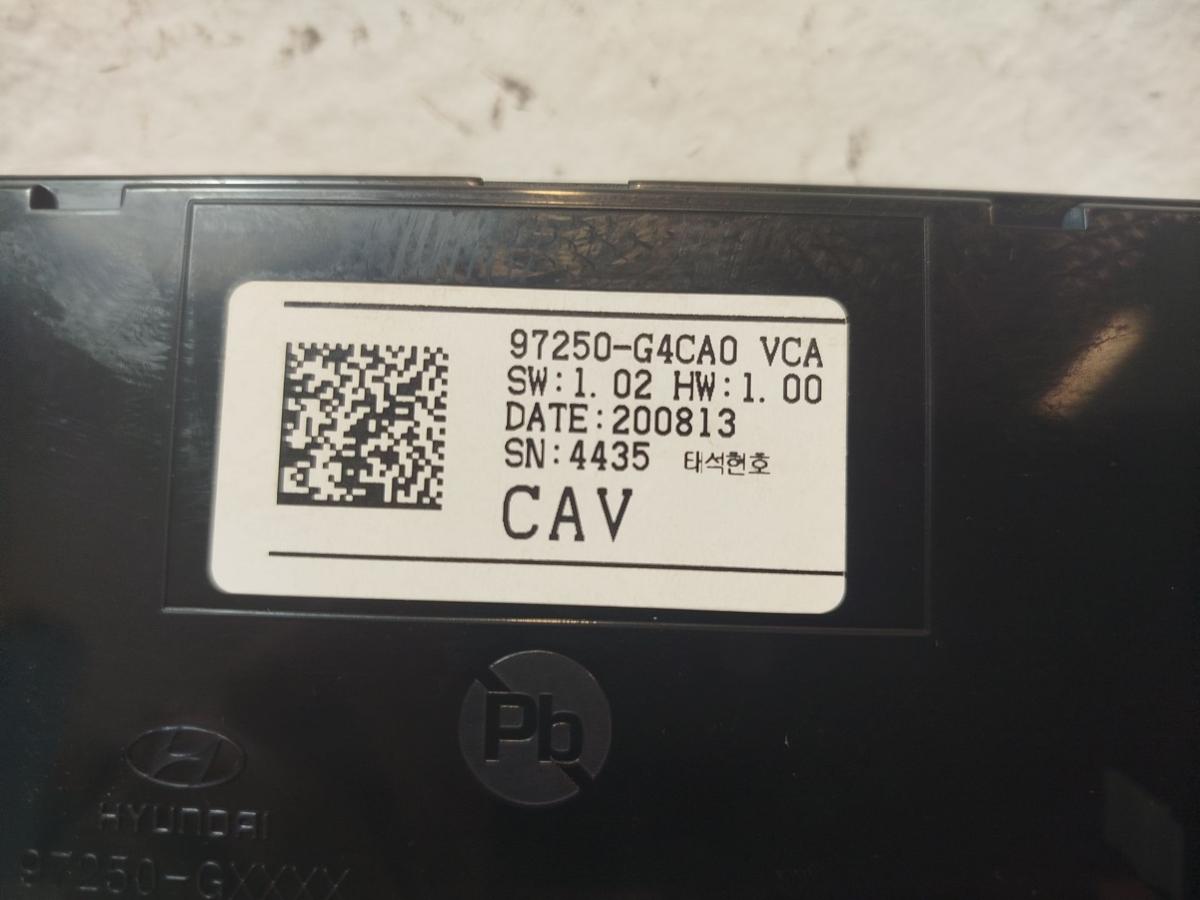 97250-G4CA0 VCA
SW:1. 02 HW:1. 00
DATE:200813
SN:4435 태석현호
CAV
Pb
HYUNDAI
97250-GXXXX